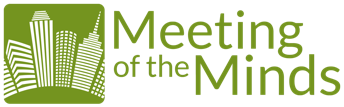 Meeting
of the Minds